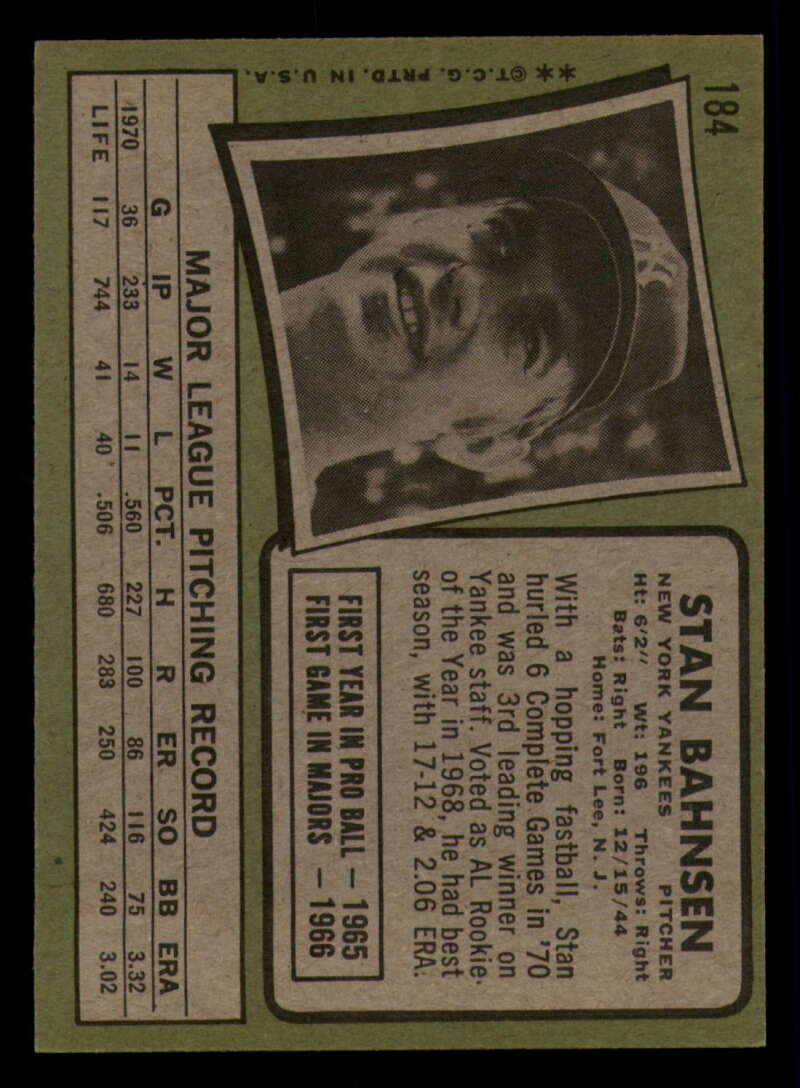 184
STAN BAHNSEN
NEW YORK YANKEES PITCHER
Ht: 6'2" Wt: 196 Throws: Right
Bats: Right Born: 12/15/44
Home: Fort Lee, N. J.
With a hopping fastball, Stan
hurled 6 Complete Games in '70
and was 3rd leading winner on
Yankee staff. Voted as AL Rookie
of the Year in 1968, he had best
season, with 17-12 & 2.06 ERA.
FIRST YEAR IN PRO BALL — 1965
FIRST GAME IN MAJORS — 1966
NY
MAJOR LEAGUE PITCHING RECORD
G IP W L PCT. H R ER SO BB ERA
1970 36 233 14 11 .560 227 100 86 116 75 3.32
LIFE 117 744 41 40 .506 680 283 250 424 240 3.02
**©T.C.G. PRTD. IN U.S.A.